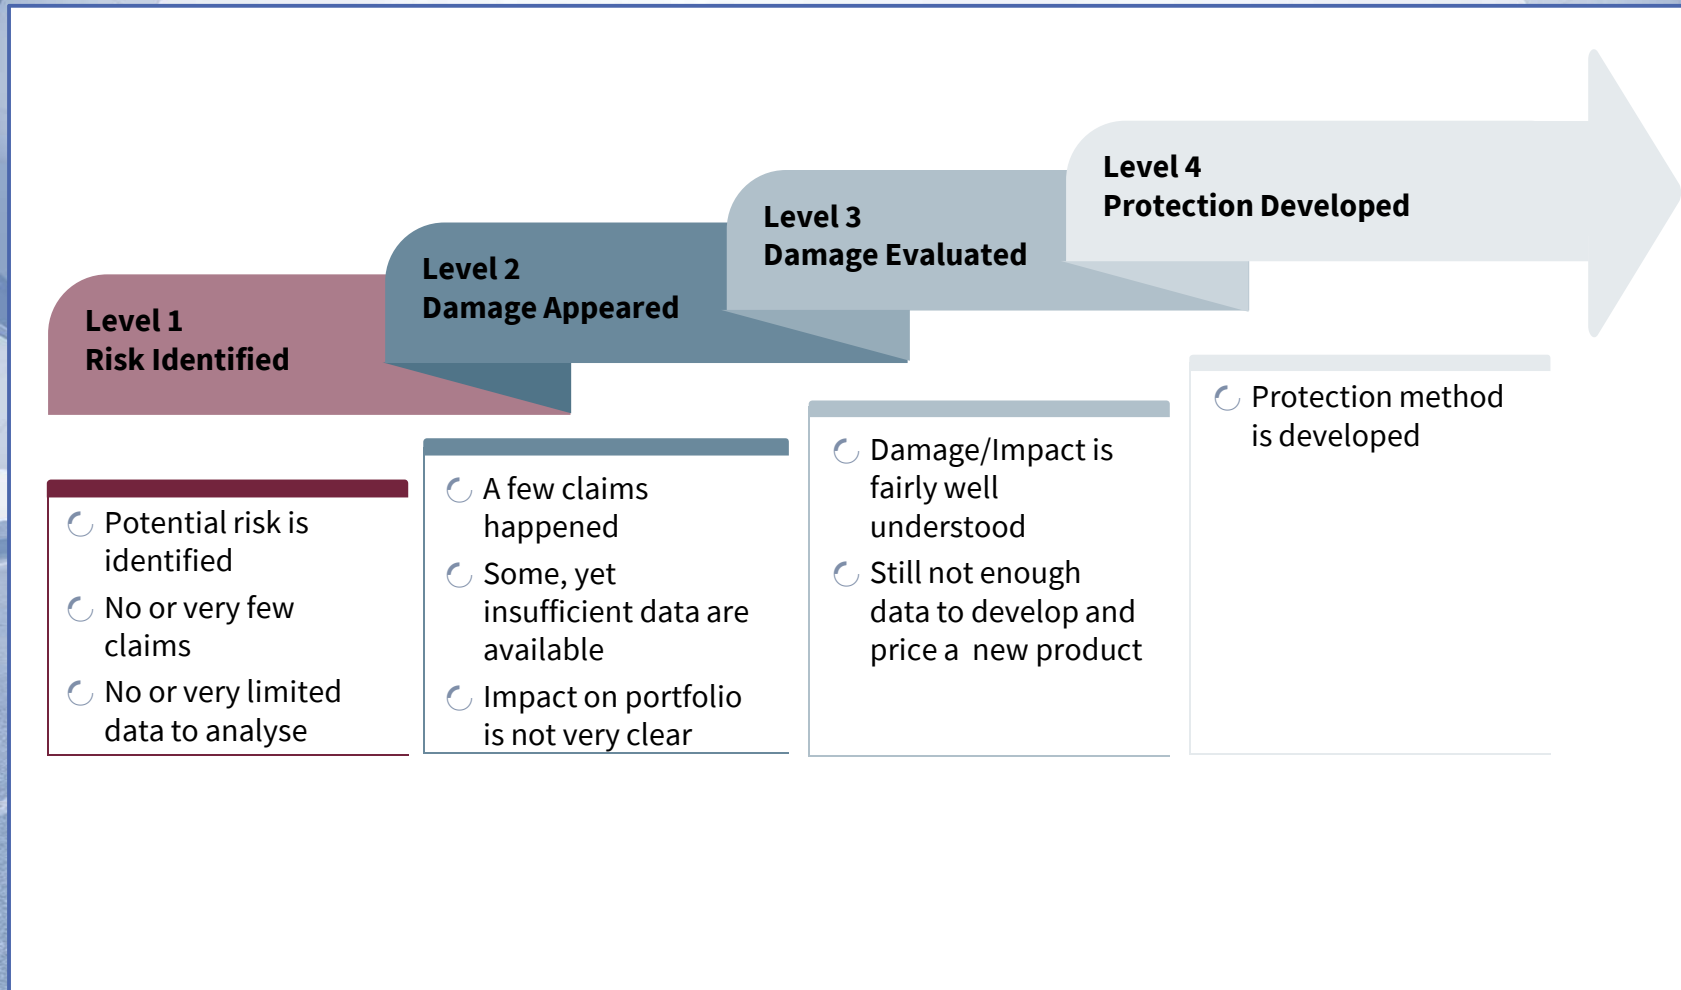 Level 1
Risk Identified
Level 2
Damage Appeared
Level 3
Damage Evaluated
Level 4
Protection Developed
Potential risk is
identified
No or very few
claims
No or very limited
data to analyse
A few claims
happened
Some, yet
insufficient data are
available
Impact on portfolio
is not very clear
Damage/Impact is
fairly well
understood
Still not enough
data to develop and
price a  new product
Protection method
is developed